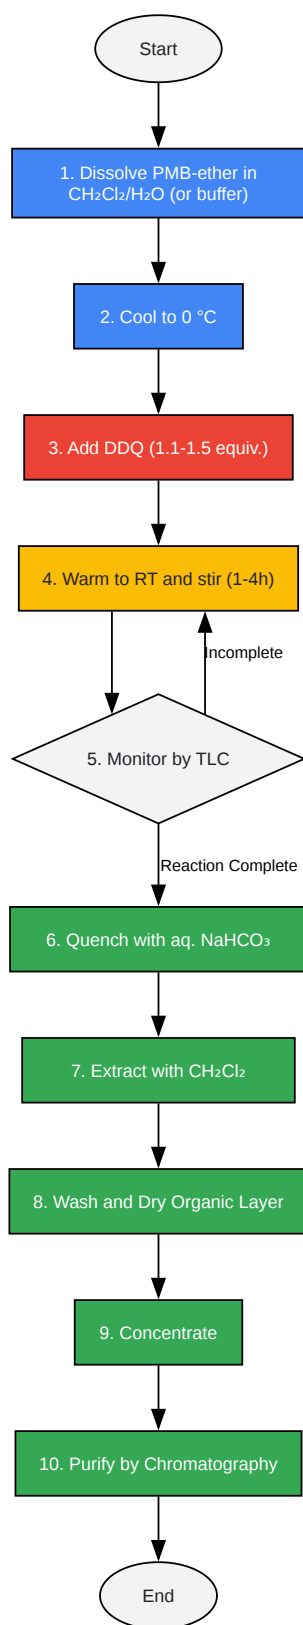 Start
1. Dissolve PMB-ether in
CH₂Cl₂/H₂O (or buffer)
2. Cool to 0 °C
3. Add DDQ (1.1-1.5 equiv.)
4. Warm to RT and stir (1-4h)
Incomplete
5. Monitor by TLC
Reaction Complete
6. Quench with aq. NaHCO₃
7. Extract with CH₂Cl₂
8. Wash and Dry Organic Layer
9. Concentrate
10. Purify by Chromatography
End